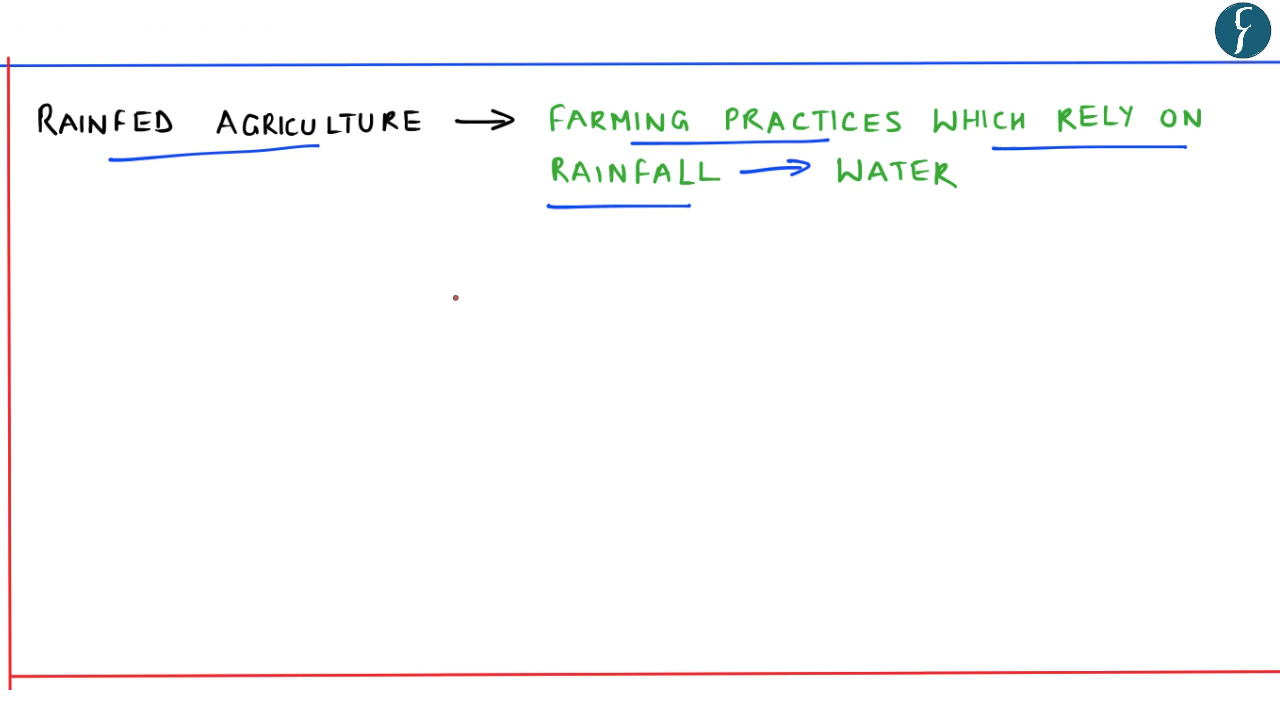 RAINFED AGRICULTURE → FARMING PRACTICES WHICH RELY ON
RAINFALL → WATER